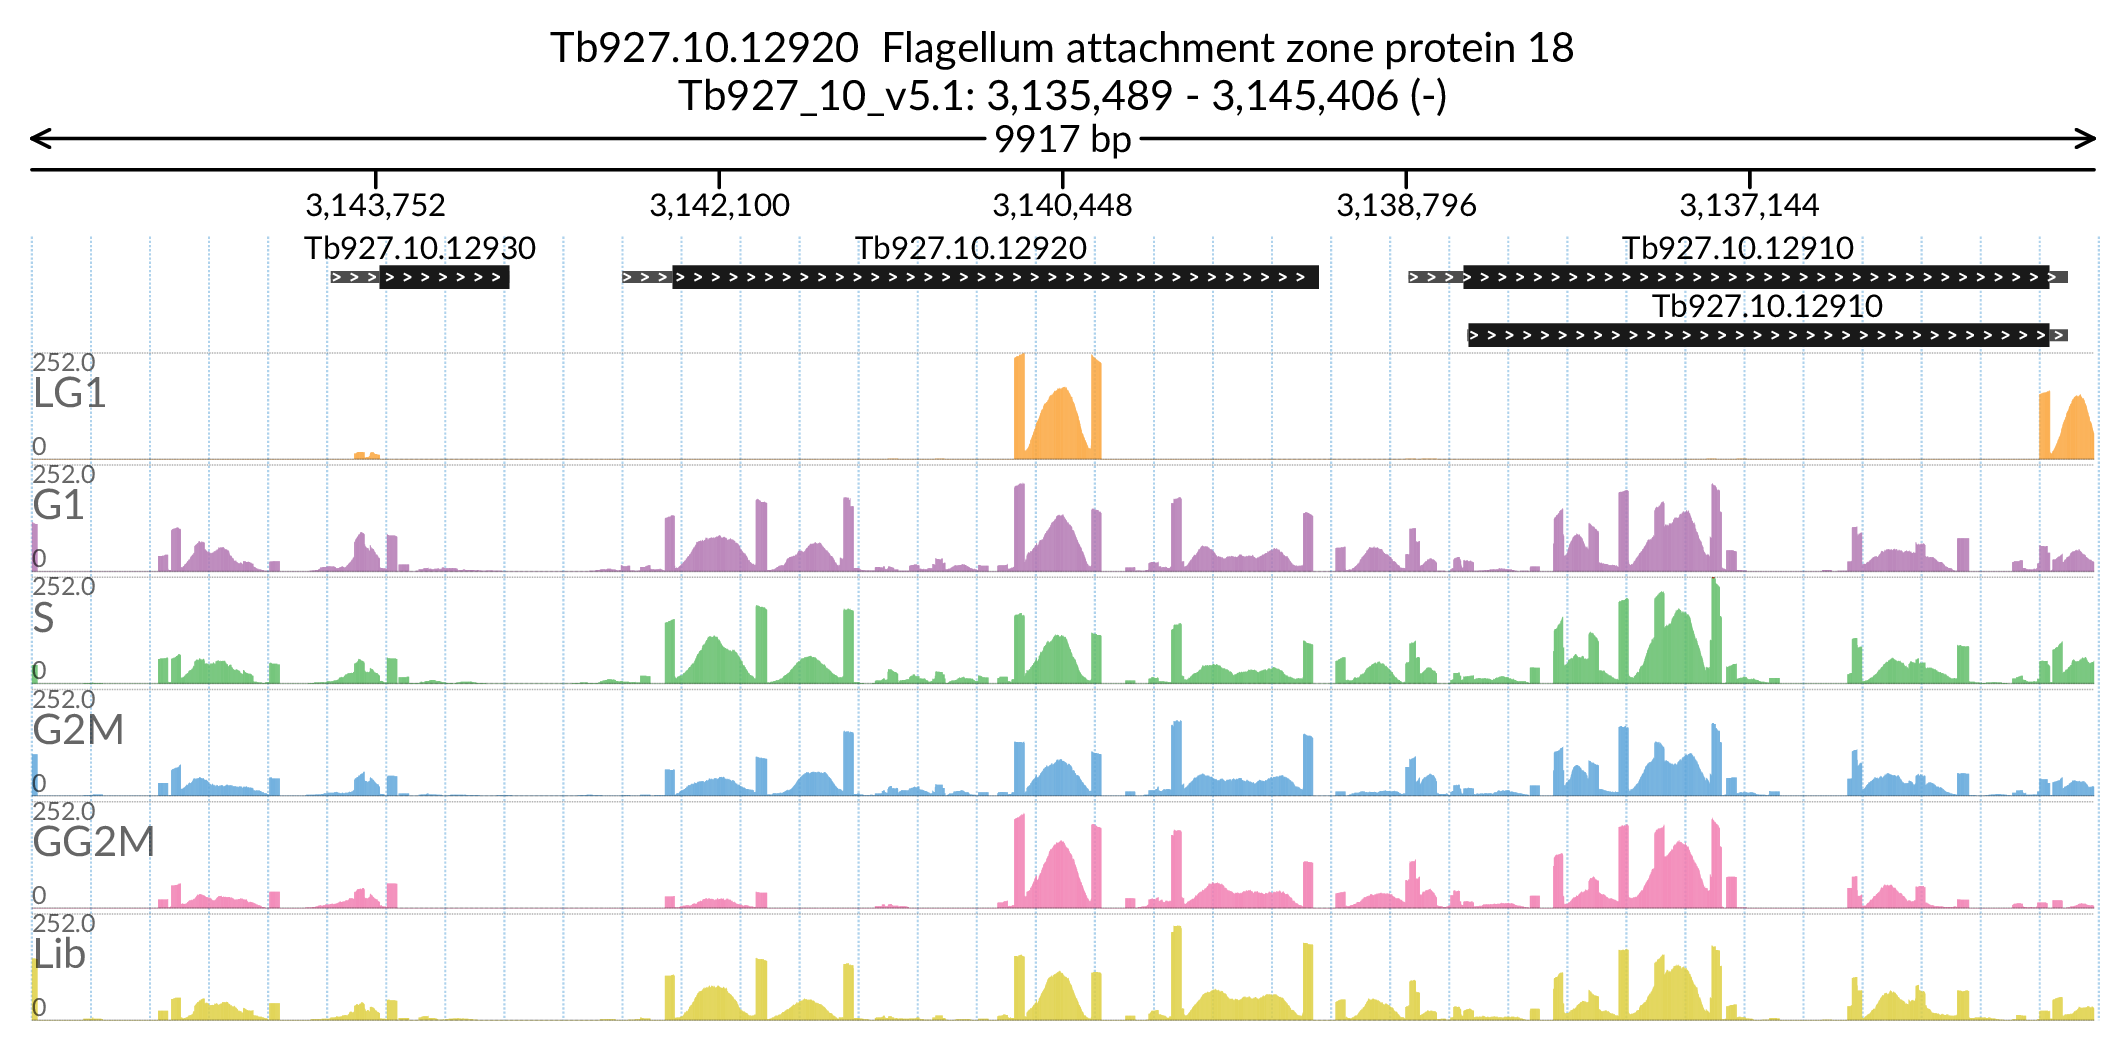 Tb927.10.12920  Flagellum attachment zone protein 18
Tb927_10_v5.1: 3,135,489 - 3,145,406 (-)
9917 bp
3,143,752 3,142,100 3,140,448 3,138,796 3,137,144
Tb927.10.12930 Tb927.10.12920 Tb927.10.12910
Tb927.10.12910
252.0
LG1
0
252.0
G1
0
252.0
S
0
252.0
G2M
0
252.0
GG2M
0
252.0
Lib
0